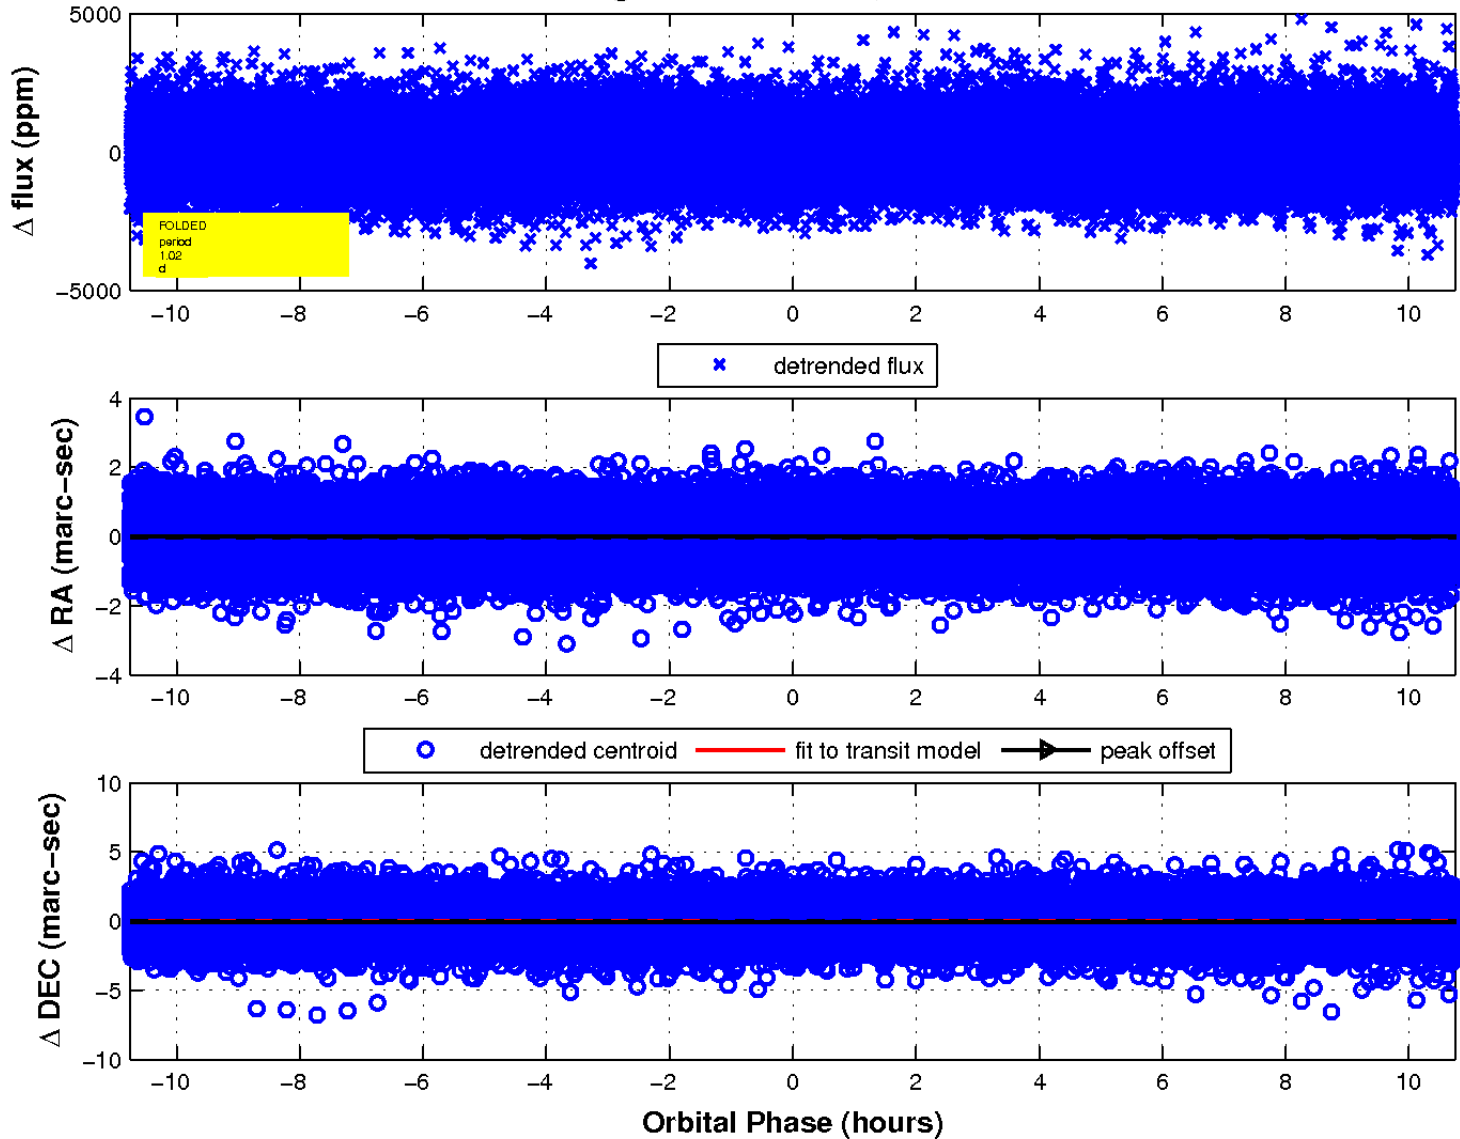 5000
0
−5000
Δ flux (ppm)
FOLDED
period
1.02
d
−10 −8 −6 −4 −2 0 2 4 6 8 10
detrended flux
4
2
0
−2
−4
Δ RA (marc−sec)
−10 −8 −6 −4 −2 0 2 4 6 8 10
detrended centroid fit to transit model peak offset
10
5
0
−5
−10
Δ DEC (marc−sec)
−10 −8 −6 −4 −2 0 2 4 6 8 10
Orbital Phase (hours)